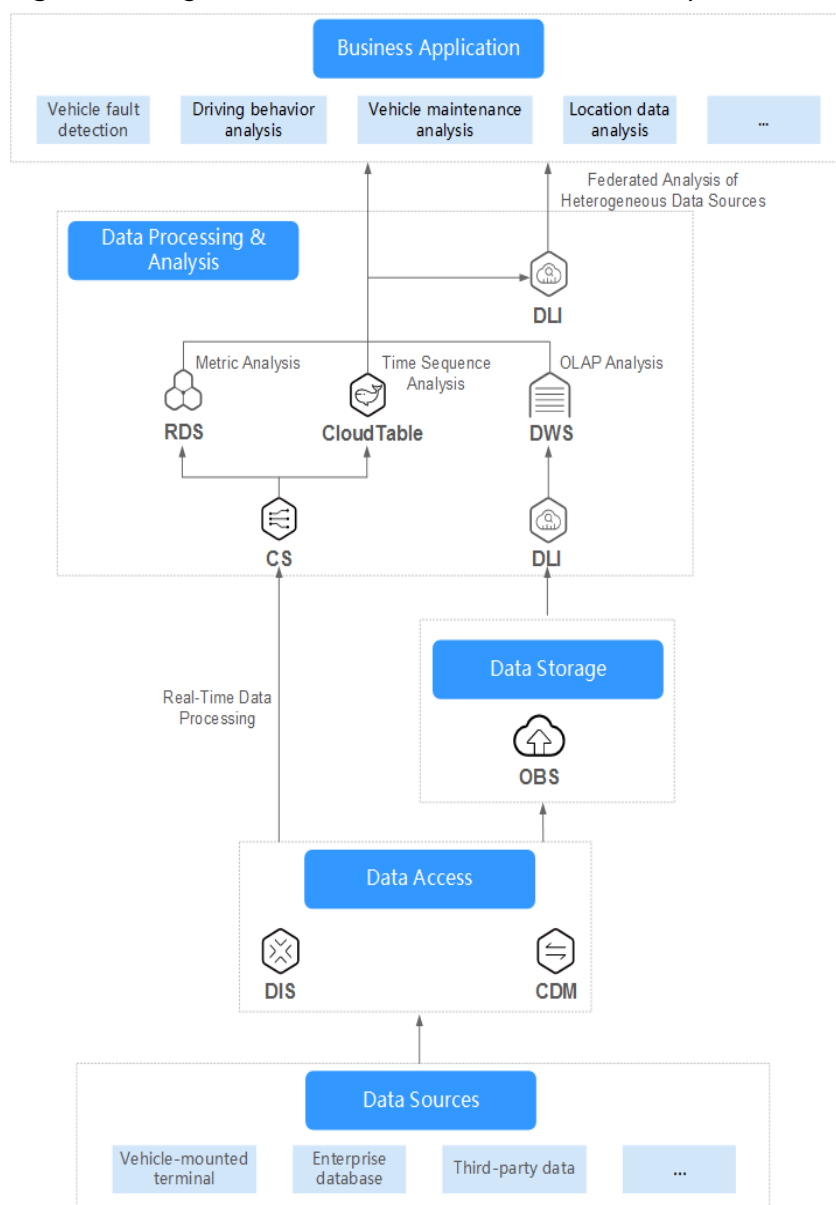 Business Application
Vehicle fault
detection
Driving behavior
analysis
Vehicle maintenance
analysis
Location data
analysis
...
Federated Analysis of
Heterogeneous Data Sources
Data Processing &
Analysis
DLI
Metric Analysis
Time Sequence
Analysis
OLAP Analysis
RDS
CloudTable
DWS
CS
DLI
Data Storage
Real-Time Data
Processing
OBS
Data Access
DIS
CDM
Data Sources
Vehicle-mounted
terminal
Enterprise
database
Third-party data
...